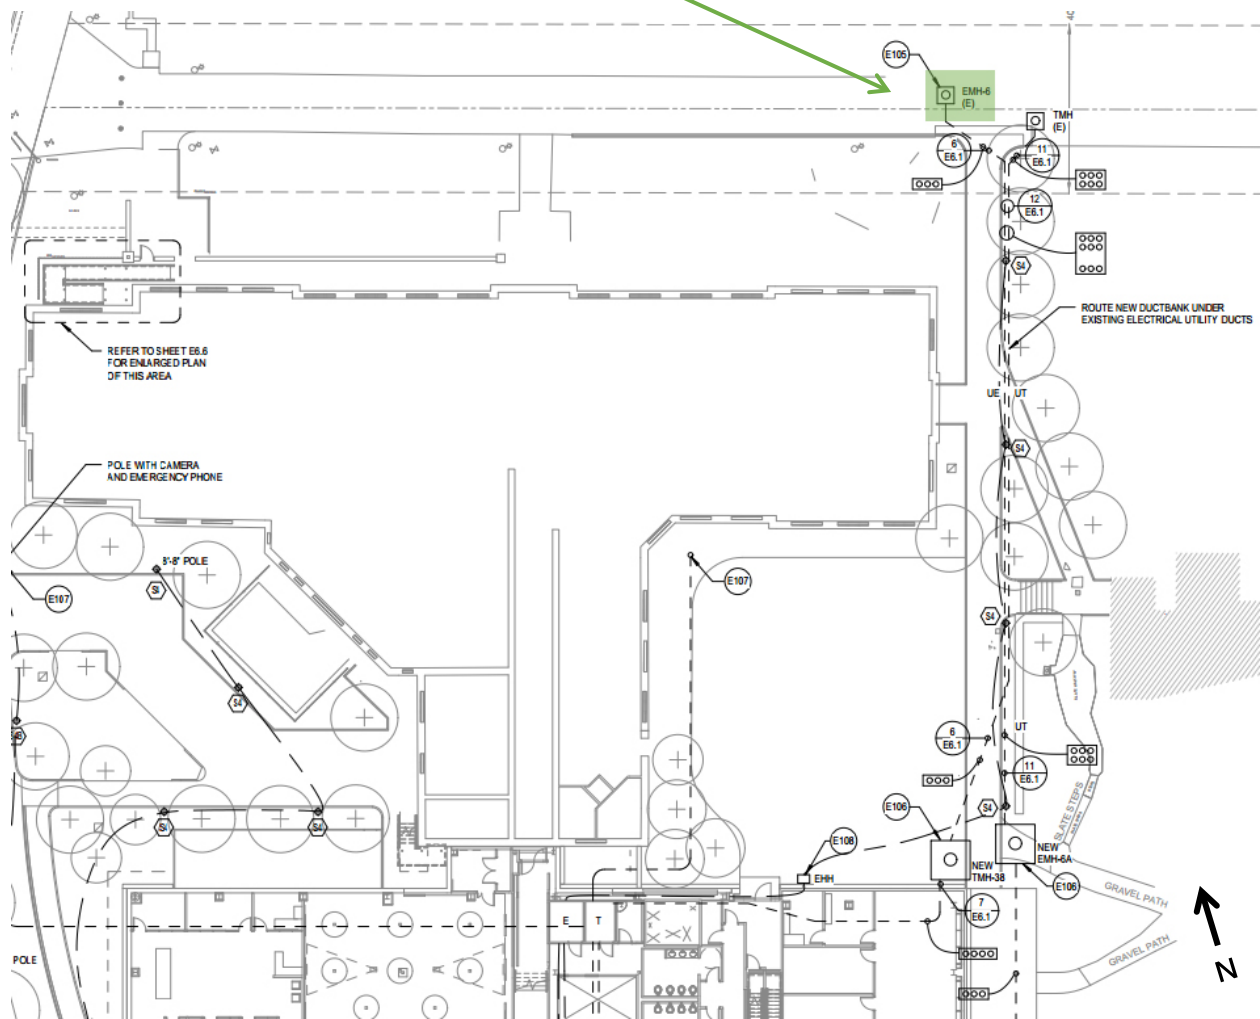 40
E105
EMH-6
(E)
TMH
(E)
6
E6.1
11
E6.1
12
E6.1
S4
ROUTE NEW DUCTBANK UNDER
EXISTING ELECTRICAL UTILITY DUCTS
REFER TO SHEET E6.6
FOR ENLARGED PLAN
OF THIS AREA
UE UT
POLE WITH CAMERA
AND EMERGENCY PHONE
S4
8'-8" POLE
E107
E107
S4
S4
UT
6
E6.1
11
E6.1
S4
E106
SLATE STEPS
S4
S4
E108
EHH
NEW
EMH-6A
NEW
TMH-38
E106
GRAVEL PATH
7
E6.1
E T
GRAVEL PATH
POLE
N